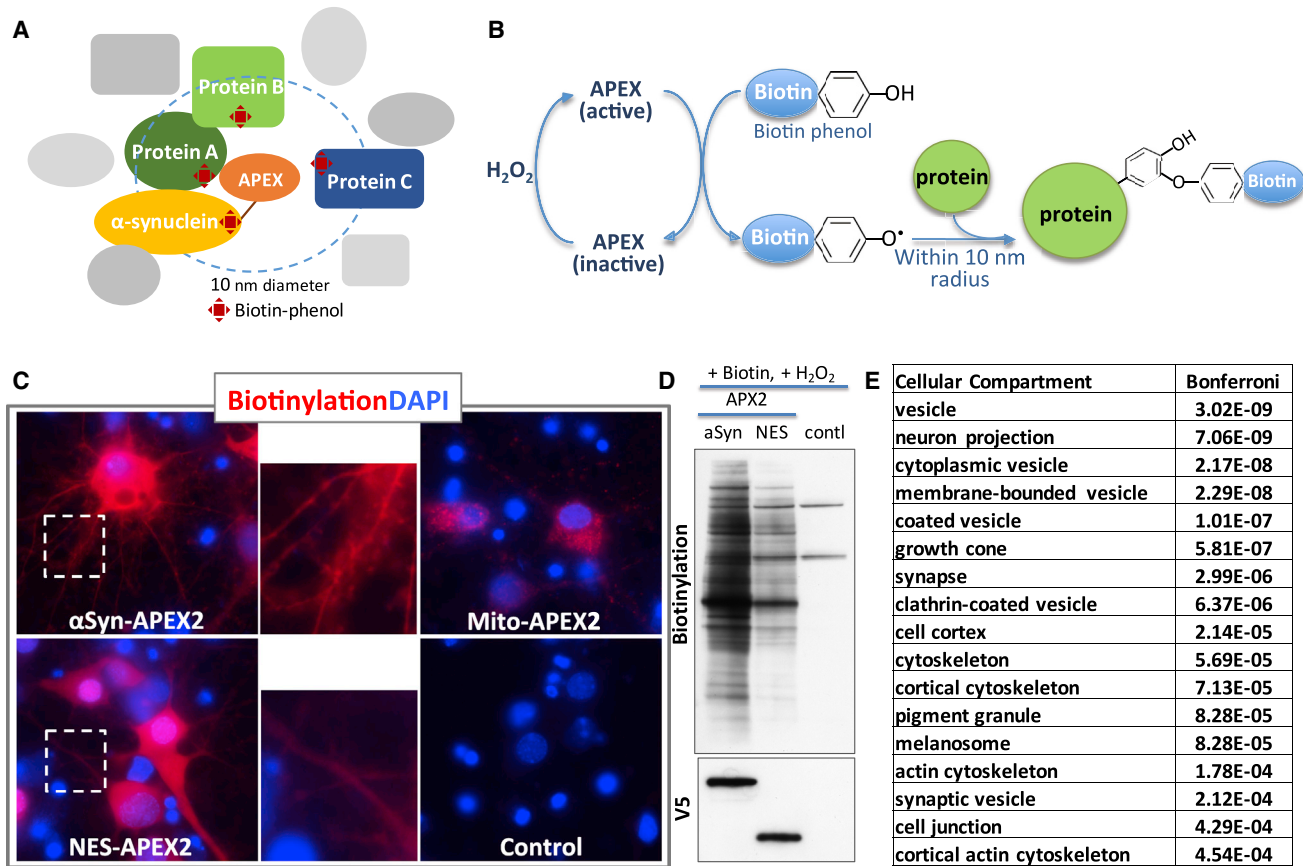 A
Protein B
Protein A
APEX
Protein C
α-synuclein
10 nm diameter
Biotin-phenol
B
APEX
(active)
H₂O₂
APEX
(inactive)
Biotin
OH
Biotin phenol
Biotin
O•
protein
Within 10 nm
radius
protein
OH
O
Biotin
C
BiotinylationDAPI
αSyn-APEX2
Mito-APEX2
NES-APEX2
Control
D
+ Biotin, + H₂O₂
APX2
aSyn NES contl
Biotinylation
V5
E
Cellular Compartment Bonferroni
vesicle 3.02E-09
neuron projection 7.06E-09
cytoplasmic vesicle 2.17E-08
membrane-bounded vesicle 2.29E-08
coated vesicle 1.01E-07
growth cone 5.81E-07
synapse 2.99E-06
clathrin-coated vesicle 6.37E-06
cell cortex 2.14E-05
cytoskeleton 5.69E-05
cortical cytoskeleton 7.13E-05
pigment granule 8.28E-05
melanosome 8.28E-05
actin cytoskeleton 1.78E-04
synaptic vesicle 2.12E-04
cell junction 4.29E-04
cortical actin cytoskeleton 4.54E-04